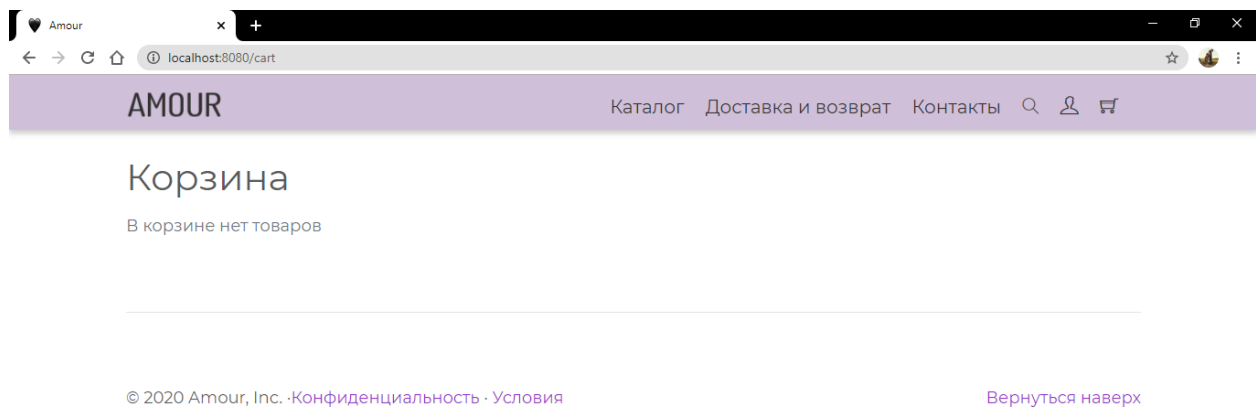 Amour
localhost:8080/cart
AMOUR Каталог Доставка и возврат Контакты
Корзина
В корзине нет товаров
© 2020 Amour, Inc. ·Конфиденциальность · Условия Вернуться наверх